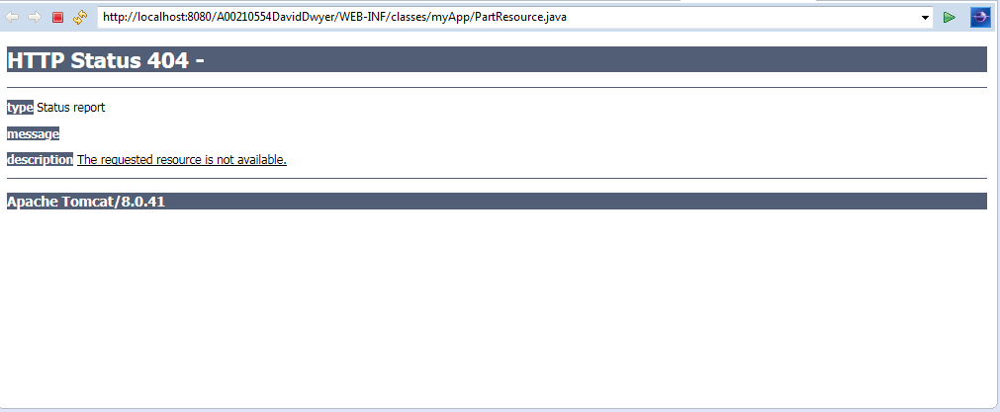 http://localhost:8080/A00210554DavidDwyer/WEB-INF/classes/myApp/PartResource.java
HTTP Status 404 -
type Status report
message
description The requested resource is not available.
Apache Tomcat/8.0.41